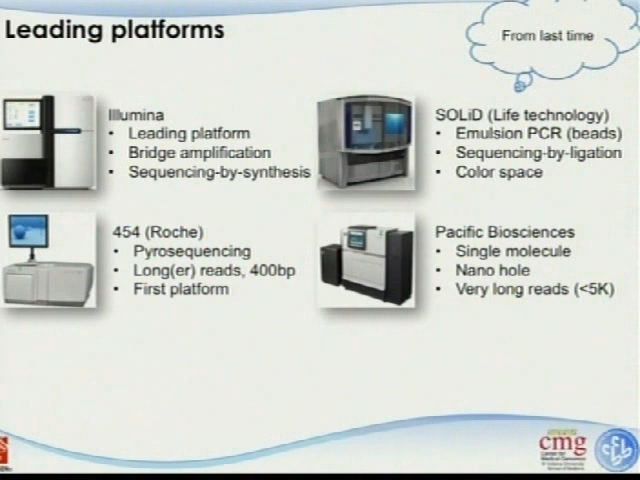 Leading platforms
From last time
Illumina
• Leading platform
• Bridge amplification
• Sequencing-by-synthesis
SOLiD (Life technology)
• Emulsion PCR (beads)
• Sequencing-by-ligation
• Color space
454 (Roche)
• Pyrosequencing
• Long(er) reads, 400bp
• First platform
Pacific Biosciences
• Single molecule
• Nano hole
• Very long reads (<5K)
cmg